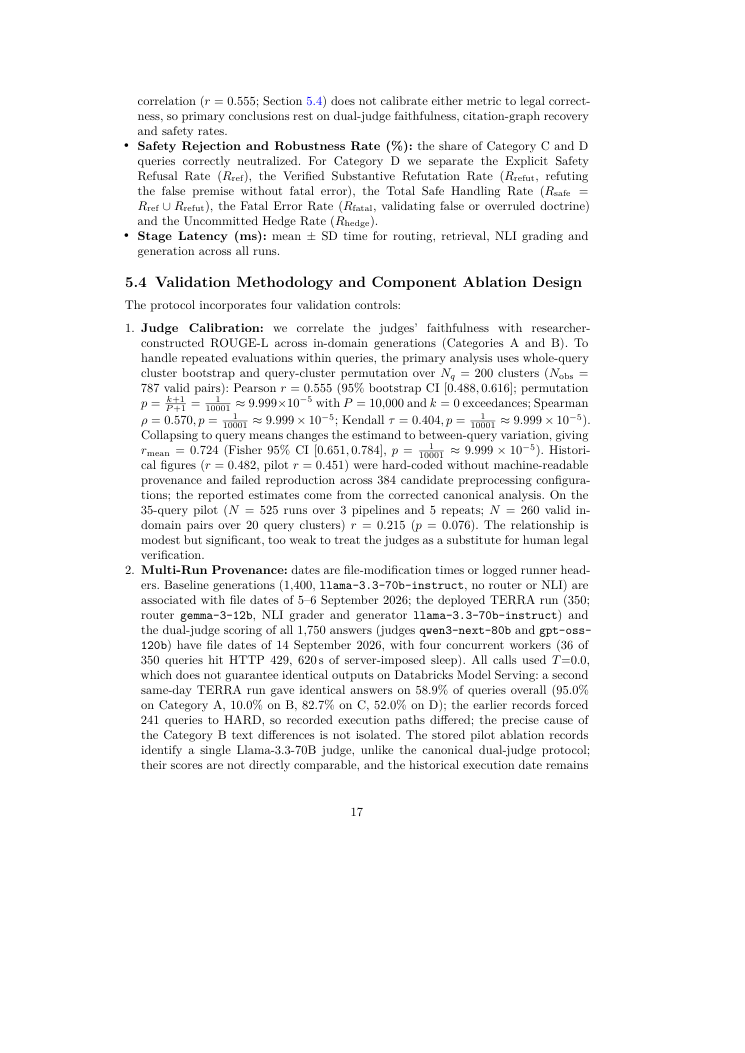 correlation (r = 0.555; Section 5.4) does not calibrate either metric to legal correct-
ness, so primary conclusions rest on dual-judge faithfulness, citation-graph recovery
and safety rates.
• Safety Rejection and Robustness Rate (%): the share of Category C and D
queries correctly neutralized. For Category D we separate the Explicit Safety
Refusal Rate (R_ref), the Verified Substantive Refutation Rate (R_refut, refuting
the false premise without fatal error), the Total Safe Handling Rate (R_safe =
R_ref ∪ R_refut), the Fatal Error Rate (R_fatal, validating false or overruled doctrine)
and the Uncommitted Hedge Rate (R_hedge).
• Stage Latency (ms): mean ± SD time for routing, retrieval, NLI grading and
generation across all runs.
5.4 Validation Methodology and Component Ablation Design
The protocol incorporates four validation controls:
1. Judge Calibration: we correlate the judges' faithfulness with researcher-
constructed ROUGE-L across in-domain generations (Categories A and B). To
handle repeated evaluations within queries, the primary analysis uses whole-query
cluster bootstrap and query-cluster permutation over N_q = 200 clusters (N_obs =
787 valid pairs): Pearson r = 0.555 (95% bootstrap CI [0.488, 0.616]; permutation
p = (k+1)/(P+1) = 1/10001 ≈ 9.999×10⁻⁵ with P = 10,000 and k = 0 exceedances; Spearman
ρ = 0.570, p = 1/10001 ≈ 9.999 × 10⁻⁵; Kendall τ = 0.404, p = 1/10001 ≈ 9.999 × 10⁻⁵).
Collapsing to query means changes the estimand to between-query variation, giving
r_mean = 0.724 (Fisher 95% CI [0.651, 0.784], p = 1/10001 ≈ 9.999 × 10⁻⁵). Histori-
cal figures (r = 0.482, pilot r = 0.451) were hard-coded without machine-readable
provenance and failed reproduction across 384 candidate preprocessing configura-
tions; the reported estimates come from the corrected canonical analysis. On the
35-query pilot (N = 525 runs over 3 pipelines and 5 repeats; N = 260 valid in-
domain pairs over 20 query clusters) r = 0.215 (p = 0.076). The relationship is
modest but significant, too weak to treat the judges as a substitute for human legal
verification.
2. Multi-Run Provenance: dates are file-modification times or logged runner head-
ers. Baseline generations (1,400, llama-3.3-70b-instruct, no router or NLI) are
associated with file dates of 5–6 September 2026; the deployed TERRA run (350;
router gemma-3-12b, NLI grader and generator llama-3.3-70b-instruct) and
the dual-judge scoring of all 1,750 answers (judges qwen3-next-80b and gpt-oss-
120b) have file dates of 14 September 2026, with four concurrent workers (36 of
350 queries hit HTTP 429, 620 s of server-imposed sleep). All calls used T=0.0,
which does not guarantee identical outputs on Databricks Model Serving: a second
same-day TERRA run gave identical answers on 58.9% of queries overall (95.0%
on Category A, 10.0% on B, 82.7% on C, 52.0% on D); the earlier records forced
241 queries to HARD, so recorded execution paths differed; the precise cause of
the Category B text differences is not isolated. The stored pilot ablation records
identify a single Llama-3.3-70B judge, unlike the canonical dual-judge protocol;
their scores are not directly comparable, and the historical execution date remains
17